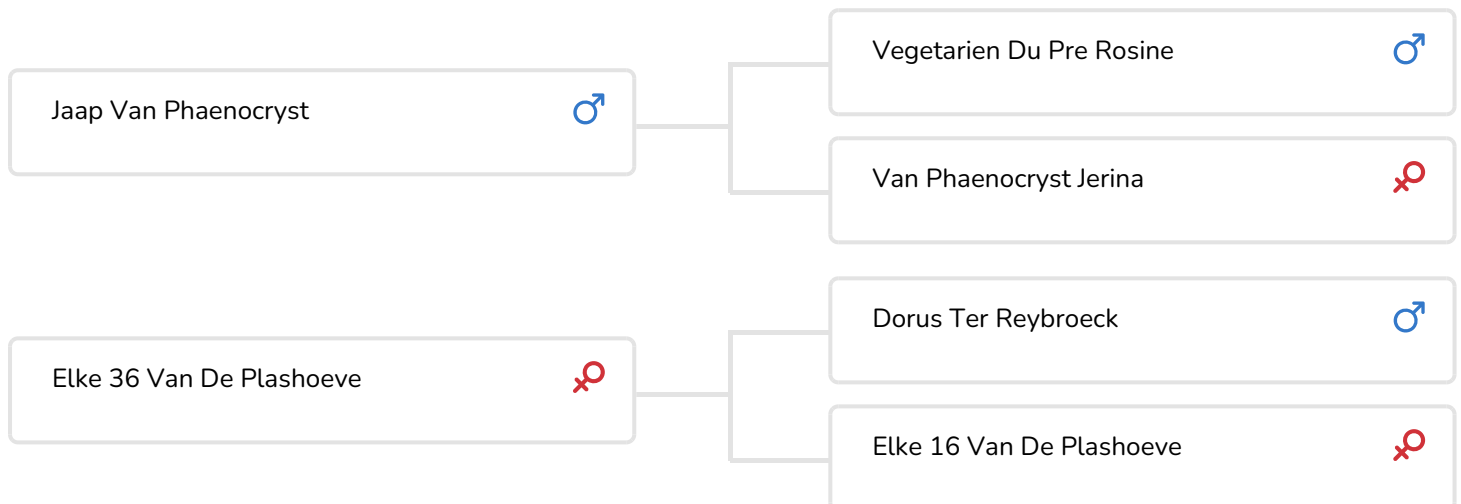 Vegetarien Du Pre Rosine
Jaap Van Phaenocryst
Van Phaenocryst Jerina
Dorus Ter Reybroeck
Elke 36 Van De Plashoeve
Elke 16 Van De Plashoeve